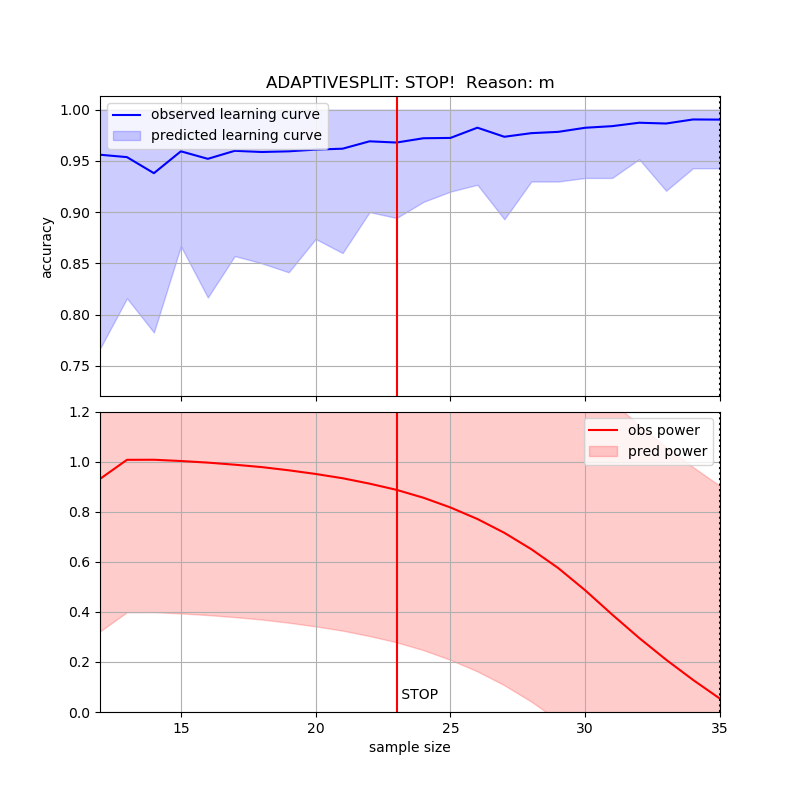 ADAPTIVESPLIT: STOP!  Reason: m
1.00
0.95
0.90
0.85
0.80
0.75
accuracy
observed learning curve
predicted learning curve
1.2
1.0
0.8
0.6
0.4
0.2
0.0
obs power
pred power
STOP
15 20 25 30 35
sample size